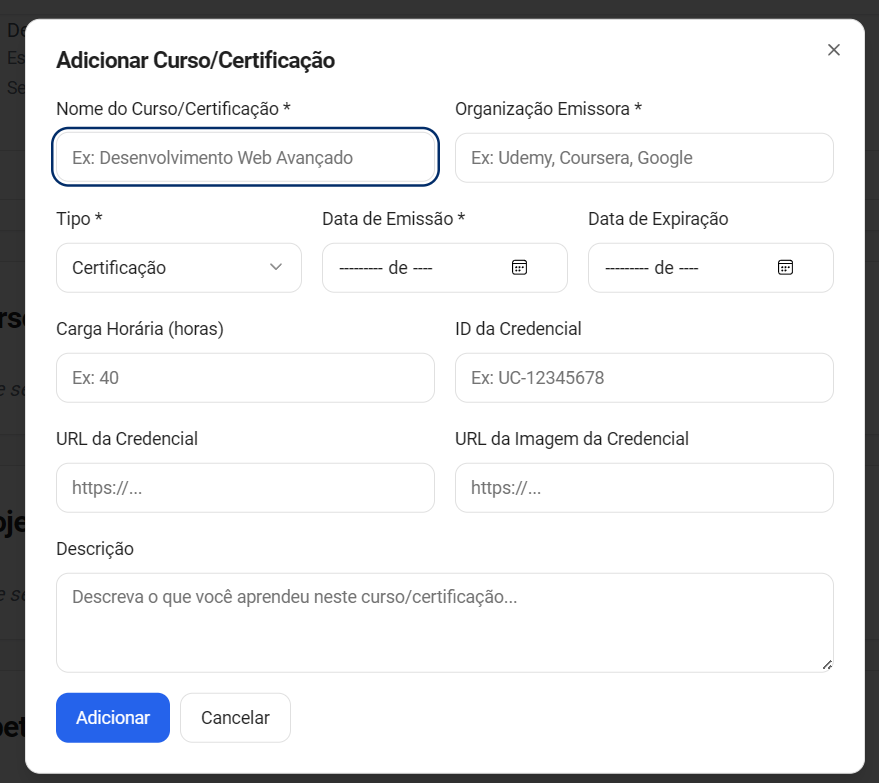 Adicionar Curso/Certificação
Nome do Curso/Certificação *
Organização Emissora *
Ex: Desenvolvimento Web Avançado
Ex: Udemy, Coursera, Google
Tipo *
Data de Emissão *
Data de Expiração
Certificação
--------- de ----
--------- de ----
Carga Horária (horas)
ID da Credencial
Ex: 40
Ex: UC-12345678
URL da Credencial
URL da Imagem da Credencial
https://...
https://...
Descrição
Descreva o que você aprendeu neste curso/certificação...
Adicionar
Cancelar